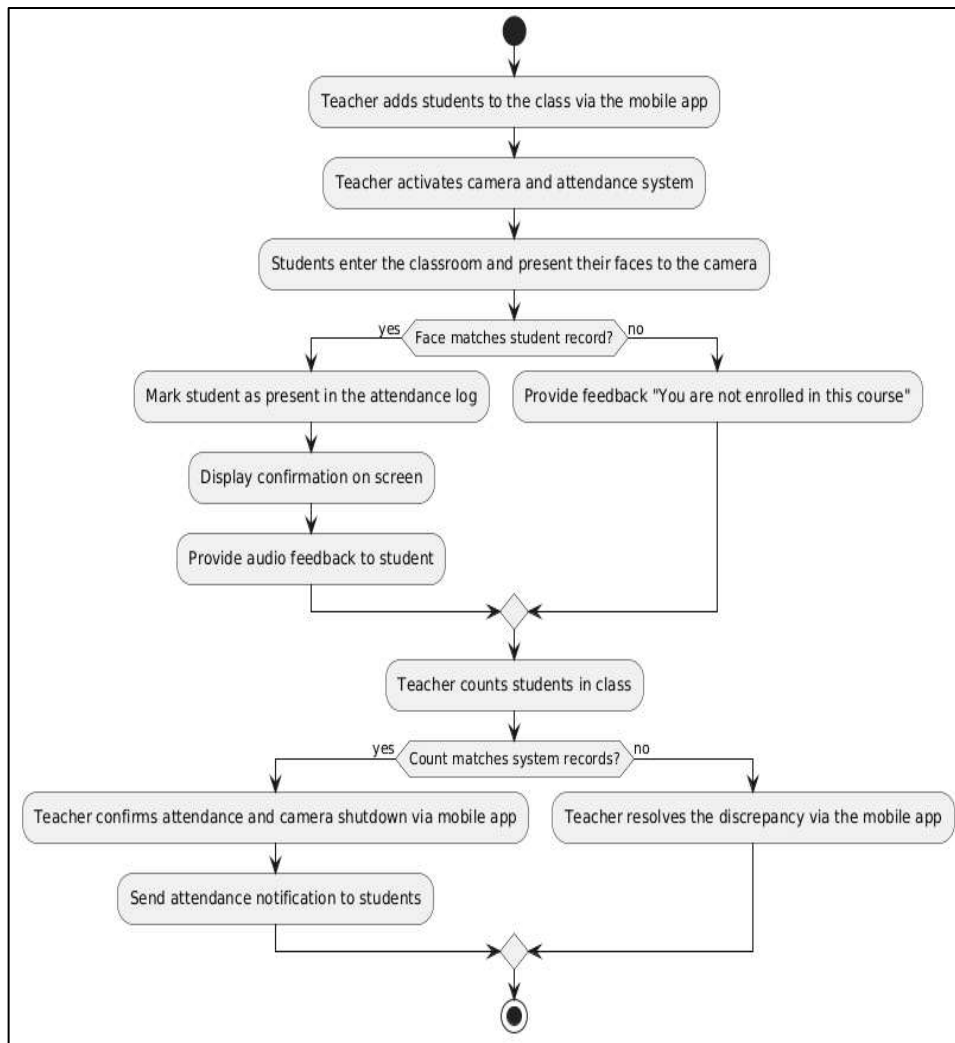 Teacher adds students to the class via the mobile app
Teacher activates camera and attendance system
Students enter the classroom and present their faces to the camera
yes
Face matches student record?
no
Mark student as present in the attendance log
Provide feedback "You are not enrolled in this course"
Display confirmation on screen
Provide audio feedback to student
Teacher counts students in class
yes
Count matches system records?
no
Teacher confirms attendance and camera shutdown via mobile app
Teacher resolves the discrepancy via the mobile app
Send attendance notification to students